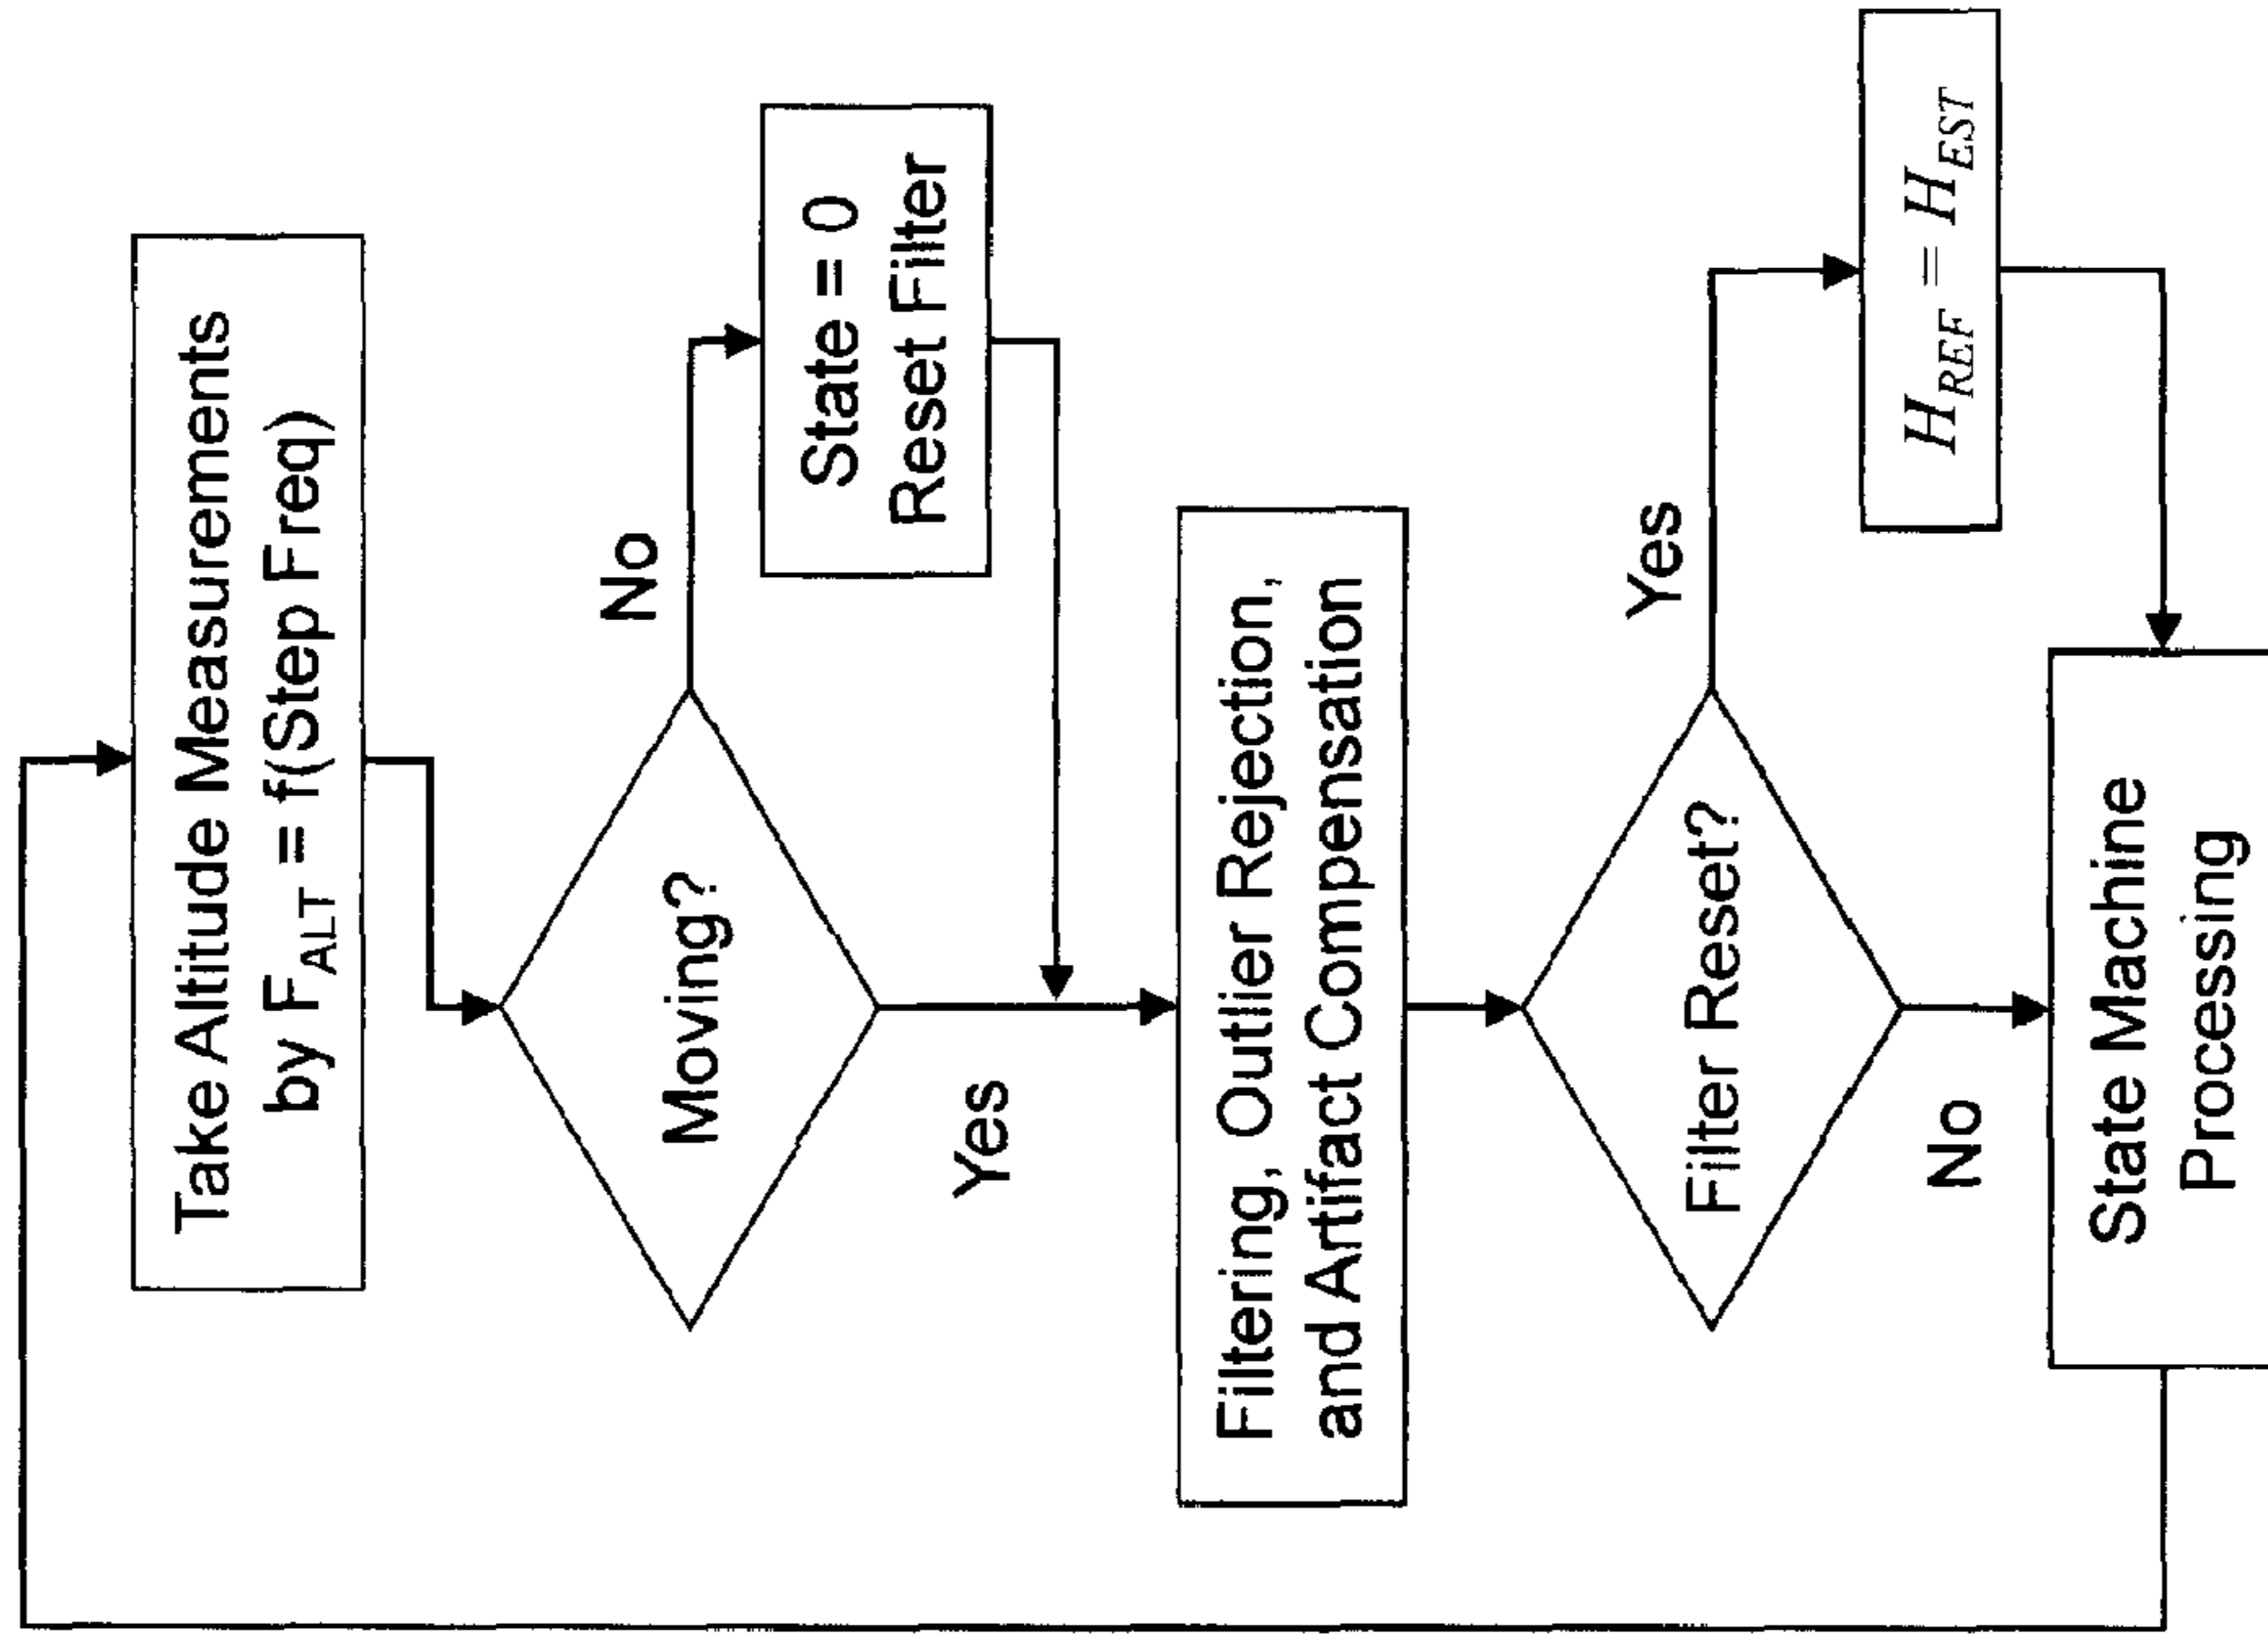 Take Altitude Measurements
by F_ALT = f(Step Freq)
Moving?
No
State = 0
Reset Filter
Yes
Filtering, Outlier Rejection,
and Artifact Compensation
Filter Reset?
Yes
H_REF = H_EST
No
State Machine
Processing